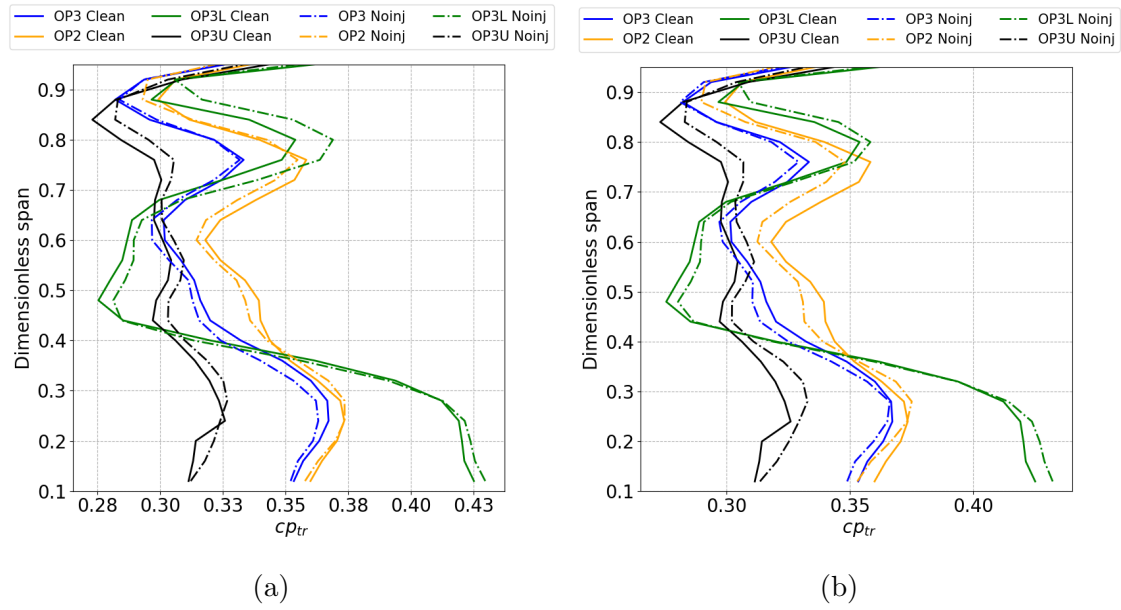 OP3 Clean OP3L Clean OP3 Noinj OP3L Noinj
OP2 Clean OP3U Clean OP2 Noinj OP3U Noinj
0.9
0.8
0.7
0.6
0.5
0.4
0.3
0.2
0.1
Dimensionless span
0.28 0.30 0.33 0.35 0.38 0.40 0.43
cp_tr
(a)
OP3 Clean OP3L Clean OP3 Noinj OP3L Noinj
OP2 Clean OP3U Clean OP2 Noinj OP3U Noinj
0.9
0.8
0.7
0.6
0.5
0.4
0.3
0.2
0.1
Dimensionless span
0.30 0.35 0.40
cp_tr
(b)